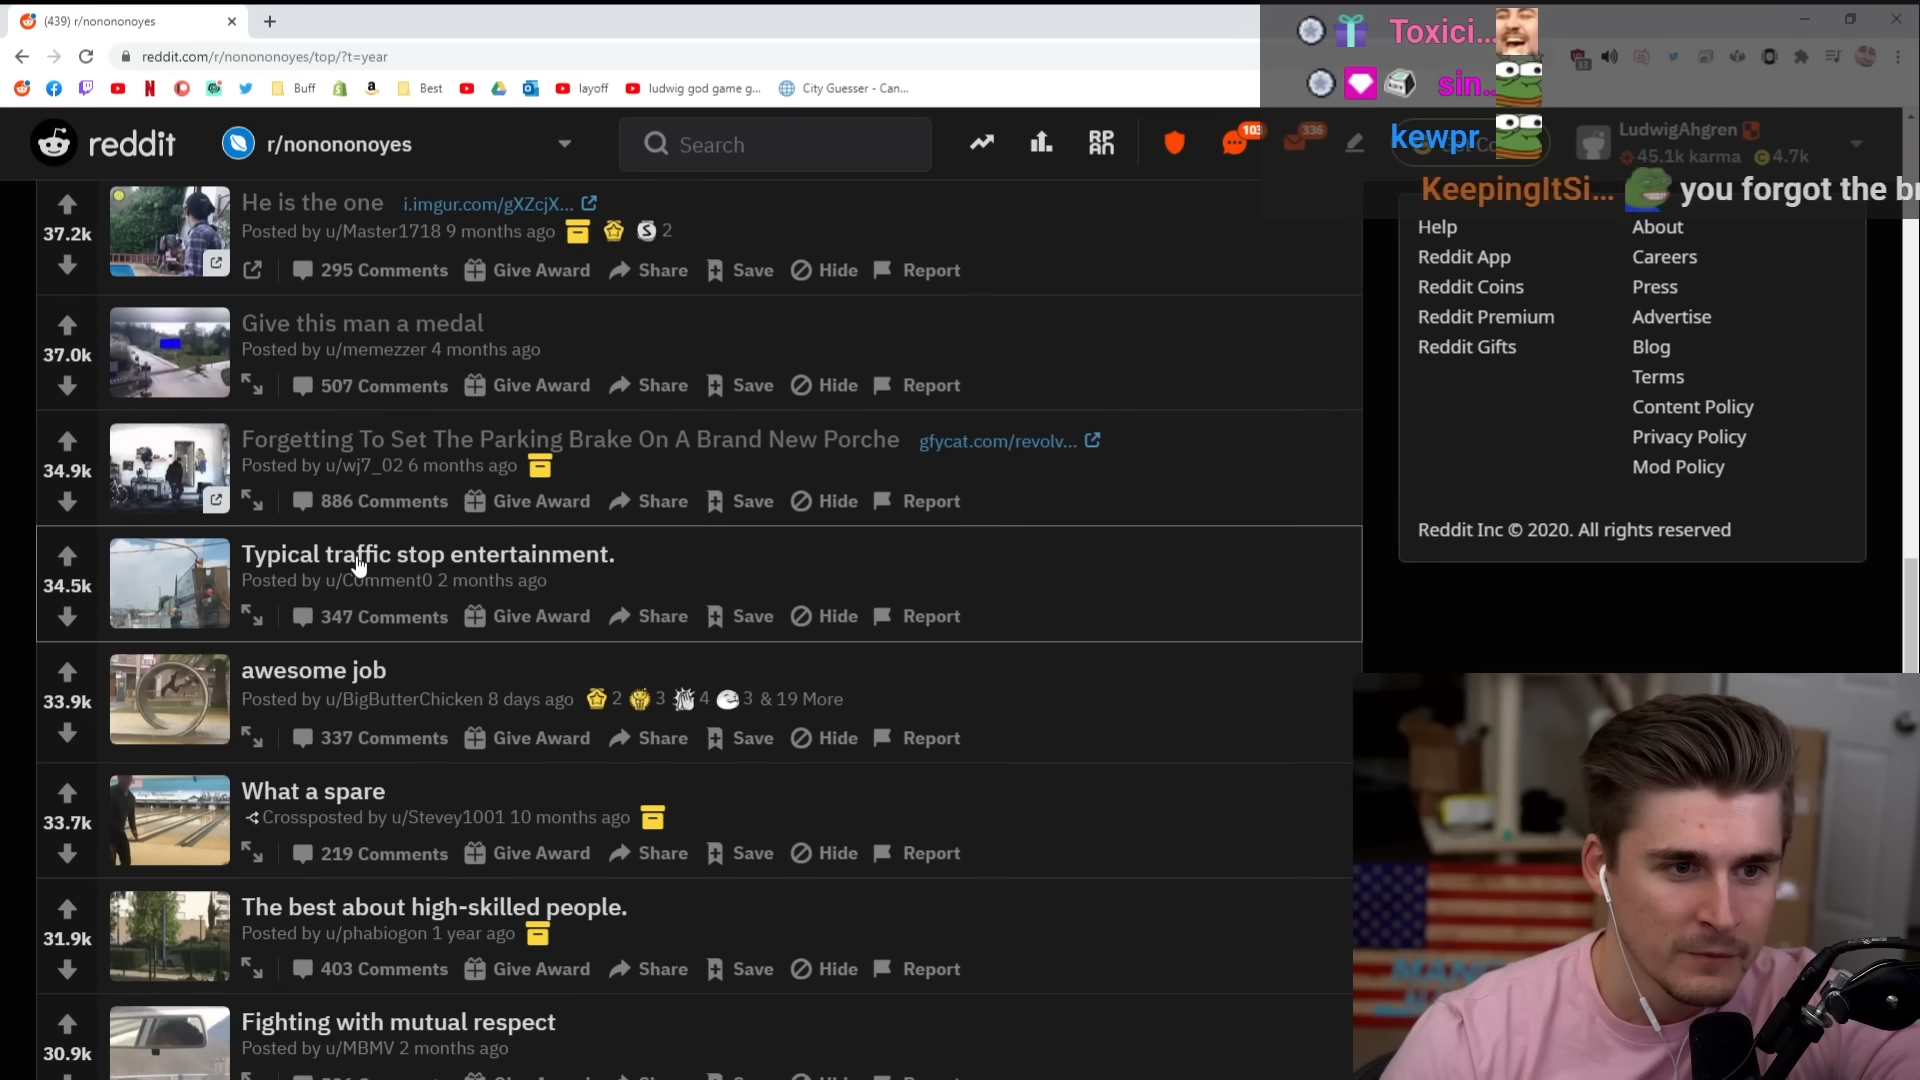 (439) r/nonononoyes
reddit.com/r/nonononoyes/top/?t=year
Buff
Best
layoff
ludwig god game g...
City Guesser - Can...
Toxici...
sin...
kewpr
KeepingItSi... you forgot the br
reddit
r/nonononoyes
Search
103
336
LudwigAhgren
45.1k karma 4.7k
37.2k
He is the one i.imgur.com/gXZcjX...
Posted by u/Master1718 9 months ago 2
295 Comments Give Award Share Save Hide Report
37.0k
Give this man a medal
Posted by u/memezzer 4 months ago
507 Comments Give Award Share Save Hide Report
34.9k
Forgetting To Set The Parking Brake On A Brand New Porche gfycat.com/revolv...
Posted by u/wj7_02 6 months ago
886 Comments Give Award Share Save Hide Report
34.5k
Typical traffic stop entertainment.
Posted by u/Comment0 2 months ago
347 Comments Give Award Share Save Hide Report
33.9k
awesome job
Posted by u/BigButterChicken 8 days ago 2 3 4 3 & 19 More
337 Comments Give Award Share Save Hide Report
33.7k
What a spare
Crossposted by u/Stevey1001 10 months ago
219 Comments Give Award Share Save Hide Report
31.9k
The best about high-skilled people.
Posted by u/phabiogon 1 year ago
403 Comments Give Award Share Save Hide Report
30.9k
Fighting with mutual respect
Posted by u/MBMV 2 months ago
Help
Reddit App
Reddit Coins
Reddit Premium
Reddit Gifts
About
Careers
Press
Advertise
Blog
Terms
Content Policy
Privacy Policy
Mod Policy
Reddit Inc © 2020. All rights reserved